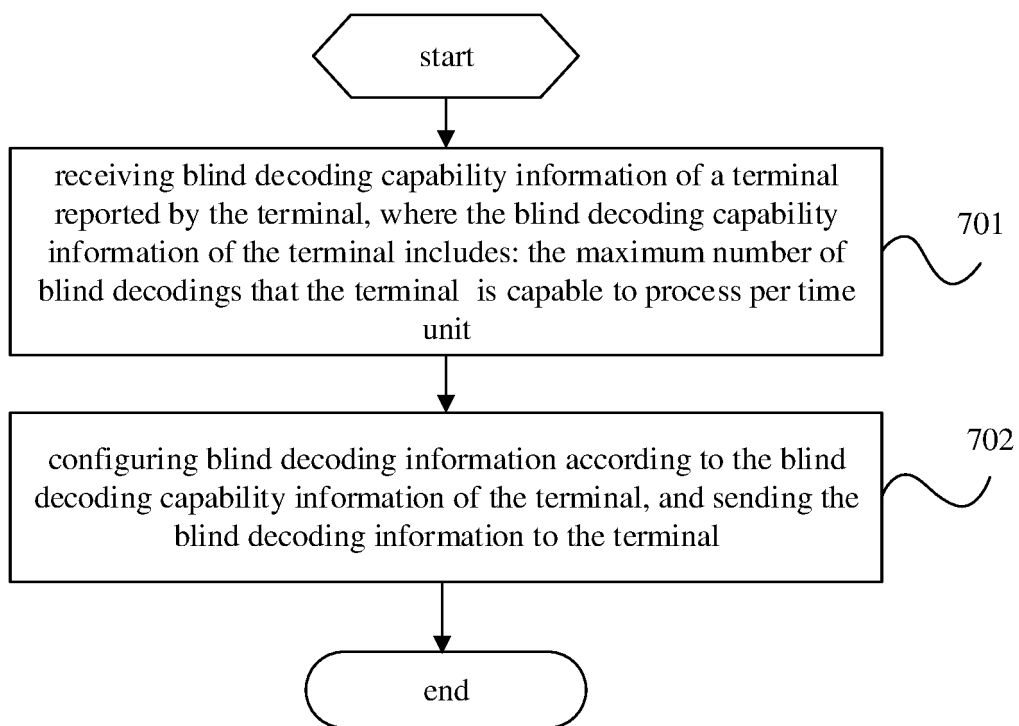 start
receiving blind decoding capability information of a terminal
reported by the terminal, where the blind decoding capability
information of the terminal includes: the maximum number of
blind decodings that the terminal is capable to process per time
unit
701
configuring blind decoding information according to the blind
decoding capability information of the terminal, and sending the
blind decoding information to the terminal
702
end